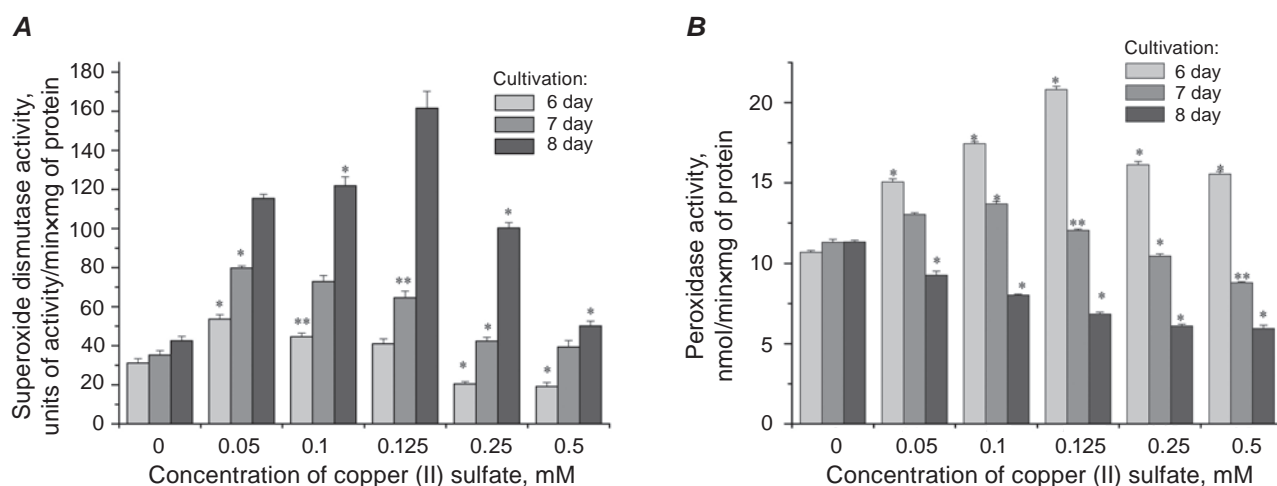 A
Superoxide dismutase activity,
units of activity/min×mg of protein
180
160
140
120
100
80
60
40
20
0
Cultivation:
6 day
7 day
8 day
*
*
**
*
**
*
*
*
*
*
0 0.05 0.1 0.125 0.25 0.5
Concentration of copper (II) sulfate, mM
B
Peroxidase activity,
nmol/min×mg of protein
20
15
10
5
0
Cultivation:
6 day
7 day
8 day
*
*
*
*
*
*
**
*
*
*
*
*
**
*
0 0.05 0.1 0.125 0.25 0.5
Concentration of copper (II) sulfate, mM